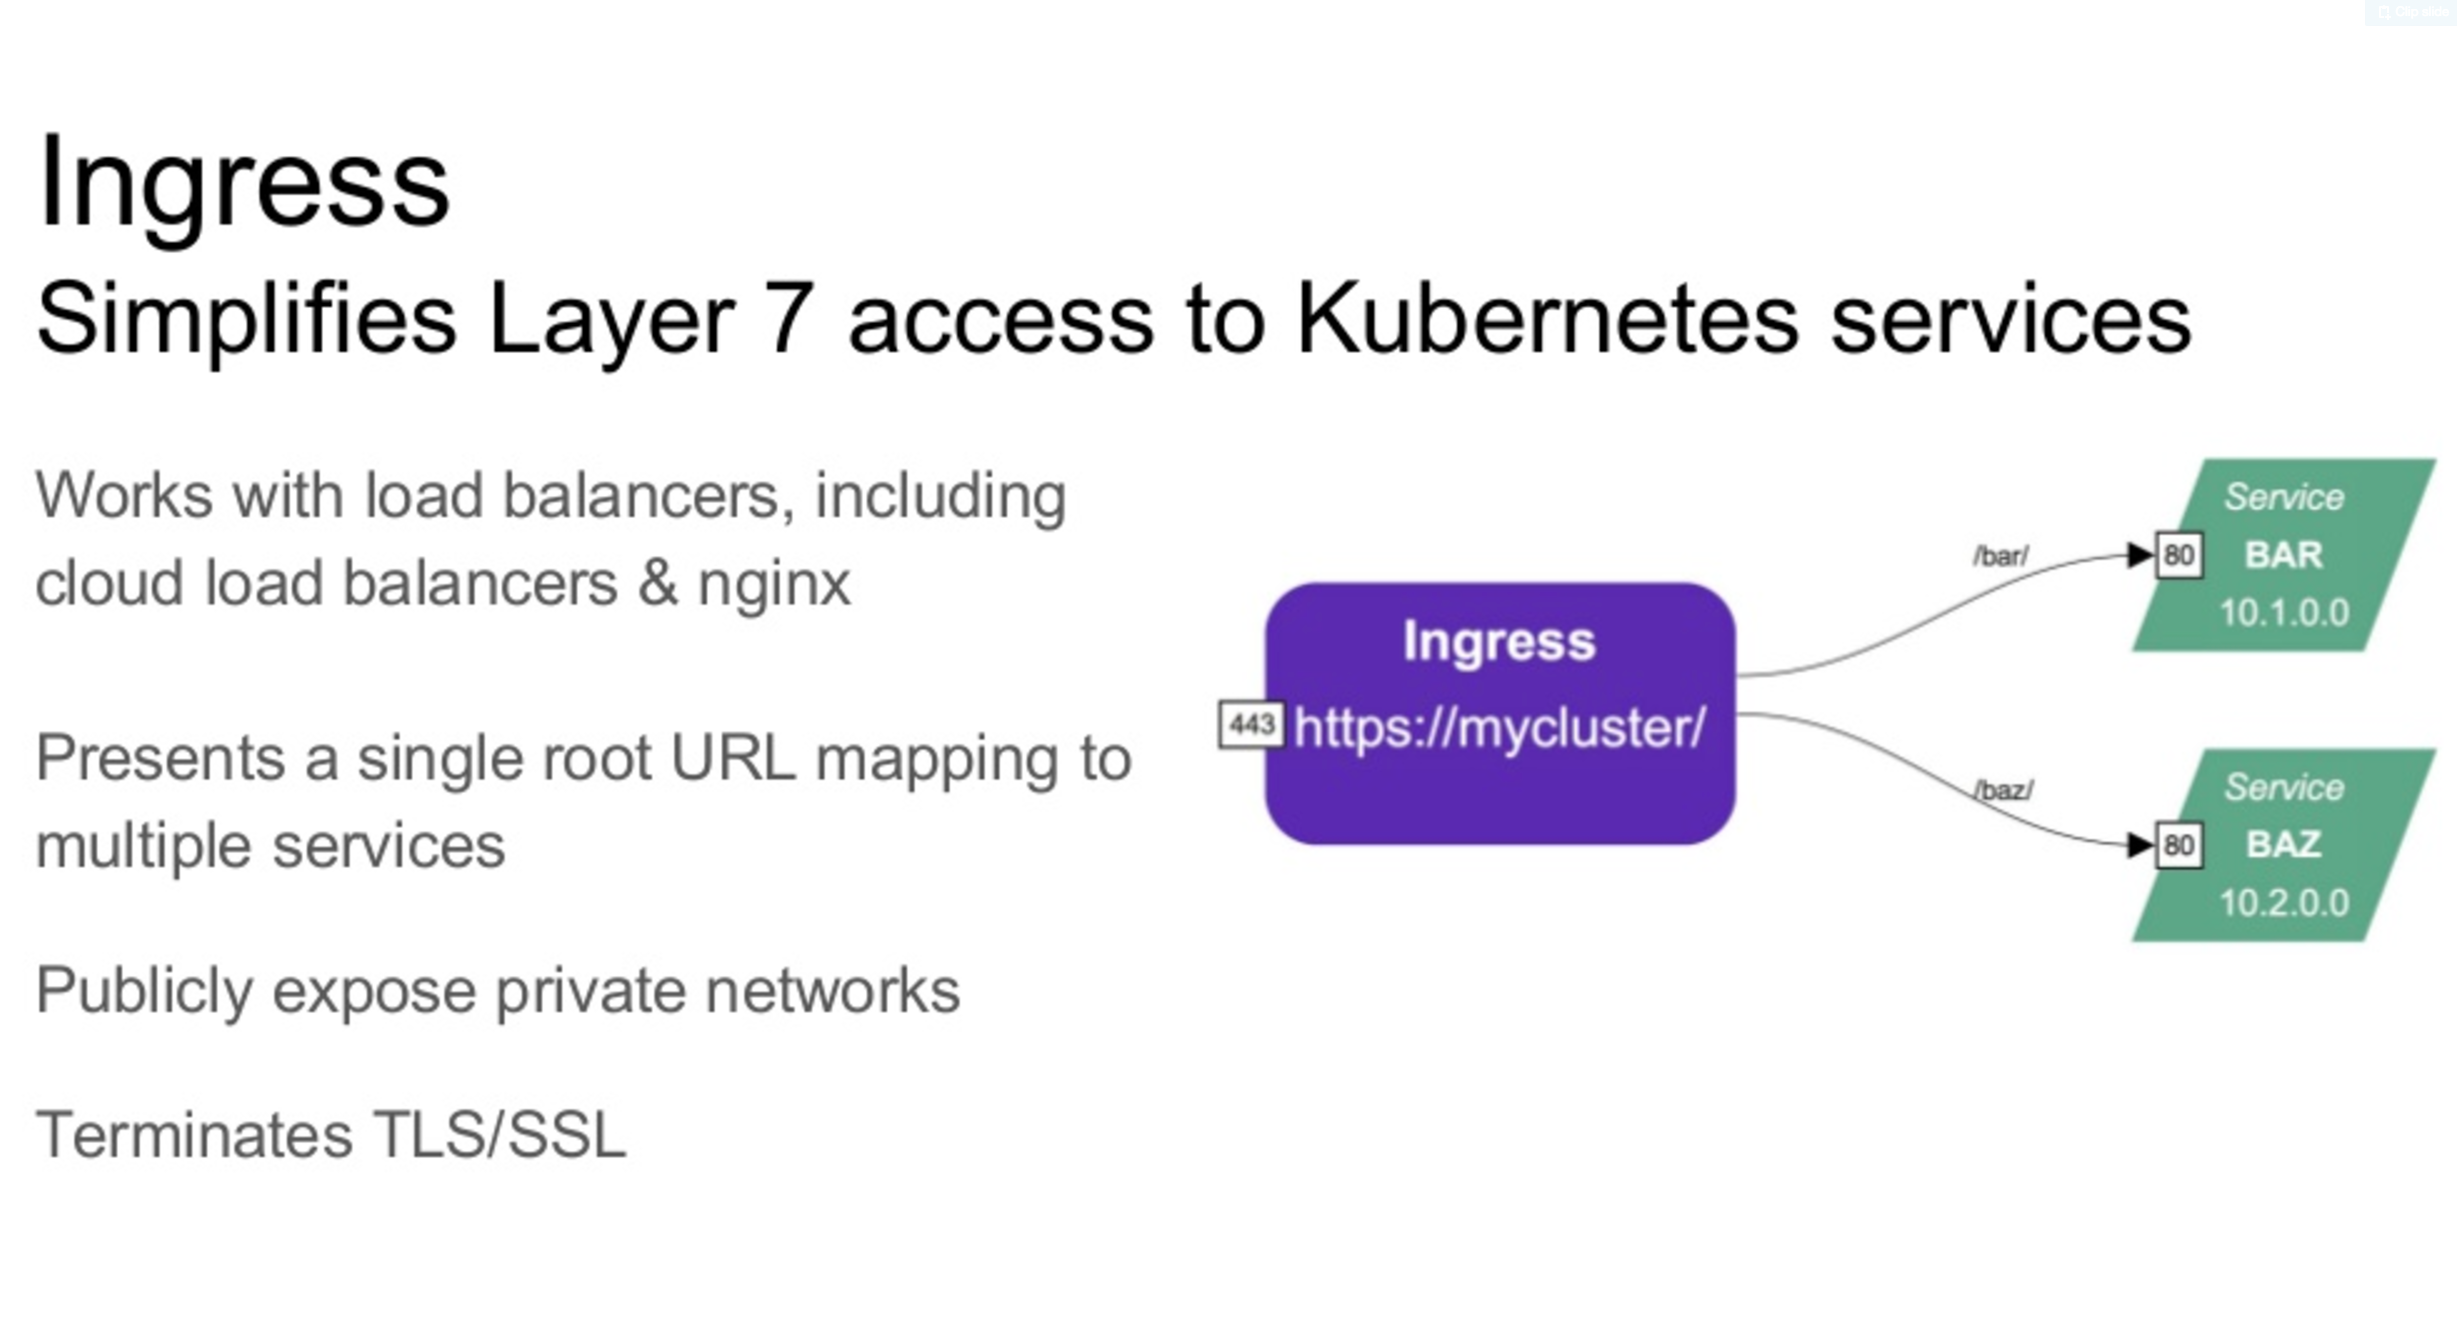 Clip slide
Ingress
Simplifies Layer 7 access to Kubernetes services
Works with load balancers, including
cloud load balancers & nginx
Presents a single root URL mapping to
multiple services
Publicly expose private networks
Terminates TLS/SSL
443
Ingress
https://mycluster/
/bar/
80
Service
BAR
10.1.0.0
/baz/
80
Service
BAZ
10.2.0.0